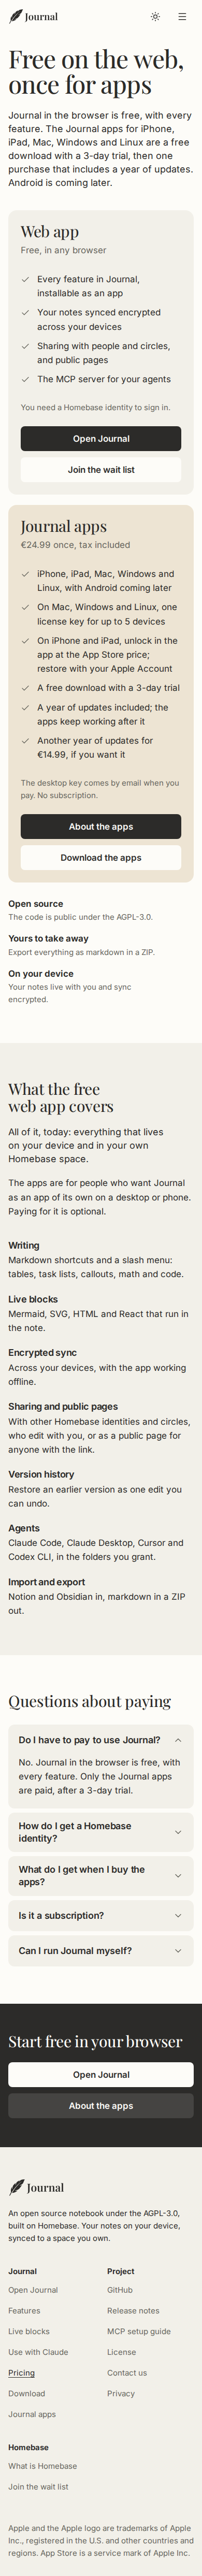 Journal
Free on the web,
once for apps
Journal in the browser is free, with every
feature. The Journal apps for iPhone,
iPad, Mac, Windows and Linux are a free
download with a 3-day trial, then one
purchase that includes a year of updates.
Android is coming later.
Web app
Free, in any browser
Every feature in Journal,
installable as an app
Your notes synced encrypted
across your devices
Sharing with people and circles,
and public pages
The MCP server for your agents
You need a Homebase identity to sign in.
Open Journal
Join the wait list
Journal apps
€24.99 once, tax included
iPhone, iPad, Mac, Windows and
Linux, with Android coming later
On Mac, Windows and Linux, one
license key for up to 5 devices
On iPhone and iPad, unlock in the
app at the App Store price;
restore with your Apple Account
A free download with a 3-day trial
A year of updates included; the
apps keep working after it
Another year of updates for
€14.99, if you want it
The desktop key comes by email when you
pay. No subscription.
About the apps
Download the apps
Open source
The code is public under the AGPL-3.0.
Yours to take away
Export everything as markdown in a ZIP.
On your device
Your notes live with you and sync
encrypted.
What the free
web app covers
All of it, today: everything that lives
on your device and in your own
Homebase space.
The apps are for people who want Journal
as an app of its own on a desktop or phone.
Paying for it is optional.
Writing
Markdown shortcuts and a slash menu:
tables, task lists, callouts, math and code.
Live blocks
Mermaid, SVG, HTML and React that run in
the note.
Encrypted sync
Across your devices, with the app working
offline.
Sharing and public pages
With other Homebase identities and circles,
who edit with you, or as a public page for
anyone with the link.
Version history
Restore an earlier version as one edit you
can undo.
Agents
Claude Code, Claude Desktop, Cursor and
Codex CLI, in the folders you grant.
Import and export
Notion and Obsidian in, markdown in a ZIP
out.
Questions about paying
Do I have to pay to use Journal?
No. Journal in the browser is free, with
every feature. Only the Journal apps
are paid, after a 3-day trial.
How do I get a Homebase
identity?
What do I get when I buy the
apps?
Is it a subscription?
Can I run Journal myself?
Start free in your browser
Open Journal
About the apps
Journal
An open source notebook under the AGPL-3.0,
built on Homebase. Your notes on your device,
synced to a space you own.
Journal
Open Journal
Features
Live blocks
Use with Claude
Pricing
Download
Journal apps
Project
GitHub
Release notes
MCP setup guide
License
Contact us
Privacy
Homebase
What is Homebase
Join the wait list
Apple and the Apple logo are trademarks of Apple
Inc., registered in the U.S. and other countries and
regions. App Store is a service mark of Apple Inc.